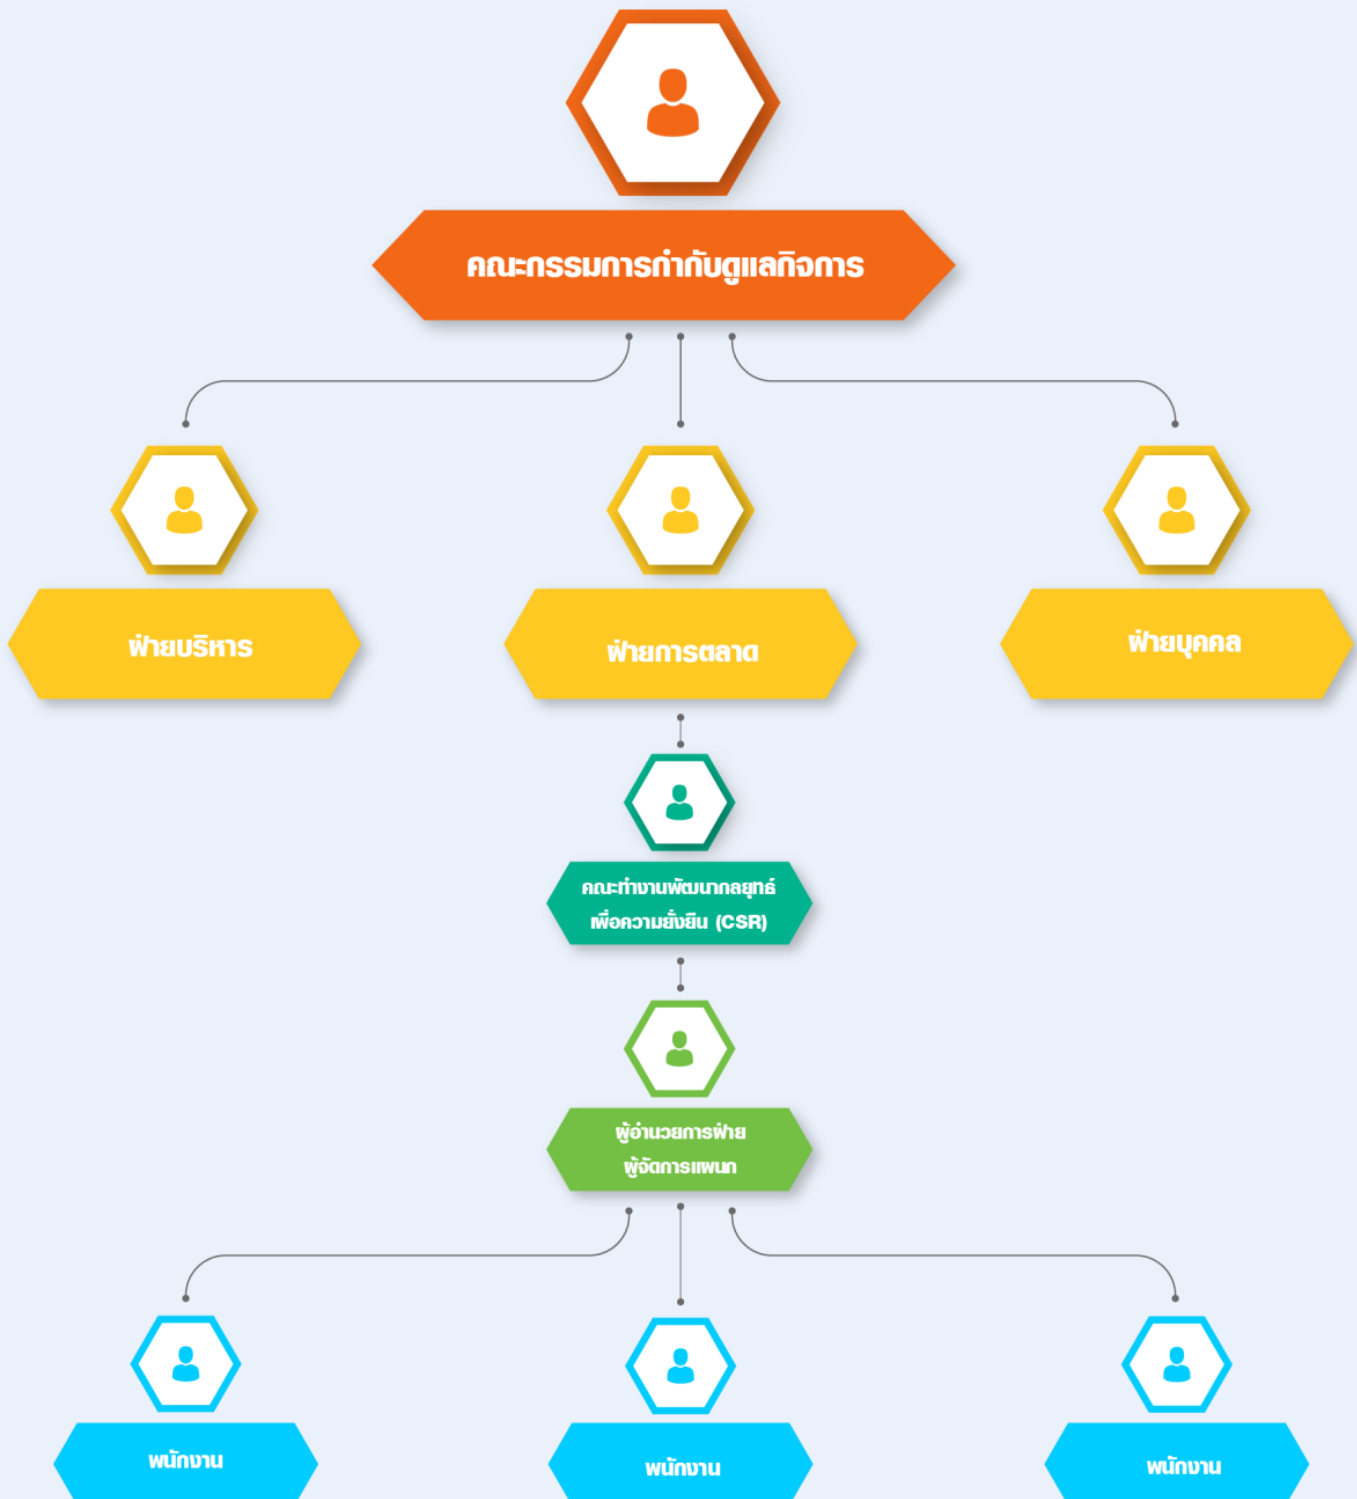 คณะกรรมการกำกับดูแลกิจการ
ฝ่ายบริหาร
ฝ่ายการตลาด
ฝ่ายบุคคล
คณะทำงานพัฒนากลยุทธ์
เพื่อความยั่งยืน (CSR)
ผู้อำนวยการฝ่าย
ผู้จัดการแผนก
พนักงาน
พนักงาน
พนักงาน